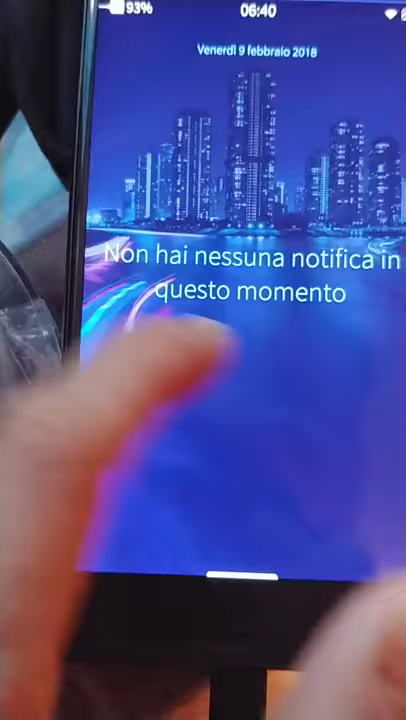 93% 06:40
Venerdì 9 febbraio 2018
Non hai nessuna notifica in
questo momento